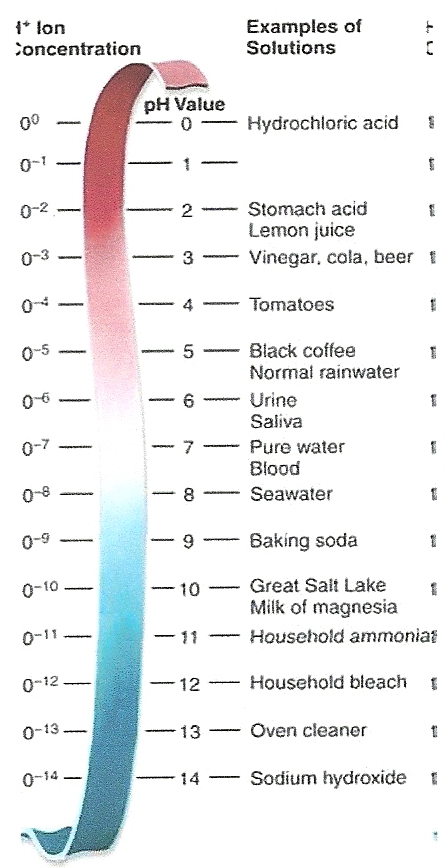 H⁺ Ion
Concentration
Examples of
Solutions
pH Value
0⁰ 0 Hydrochloric acid
0⁻¹ 1
0⁻² 2 Stomach acid
Lemon juice
0⁻³ 3 Vinegar, cola, beer
0⁻⁴ 4 Tomatoes
0⁻⁵ 5 Black coffee
Normal rainwater
0⁻⁶ 6 Urine
Saliva
0⁻⁷ 7 Pure water
Blood
0⁻⁸ 8 Seawater
0⁻⁹ 9 Baking soda
0⁻¹⁰ 10 Great Salt Lake
Milk of magnesia
0⁻¹¹ 11 Household ammonia
0⁻¹² 12 Household bleach
0⁻¹³ 13 Oven cleaner
0⁻¹⁴ 14 Sodium hydroxide